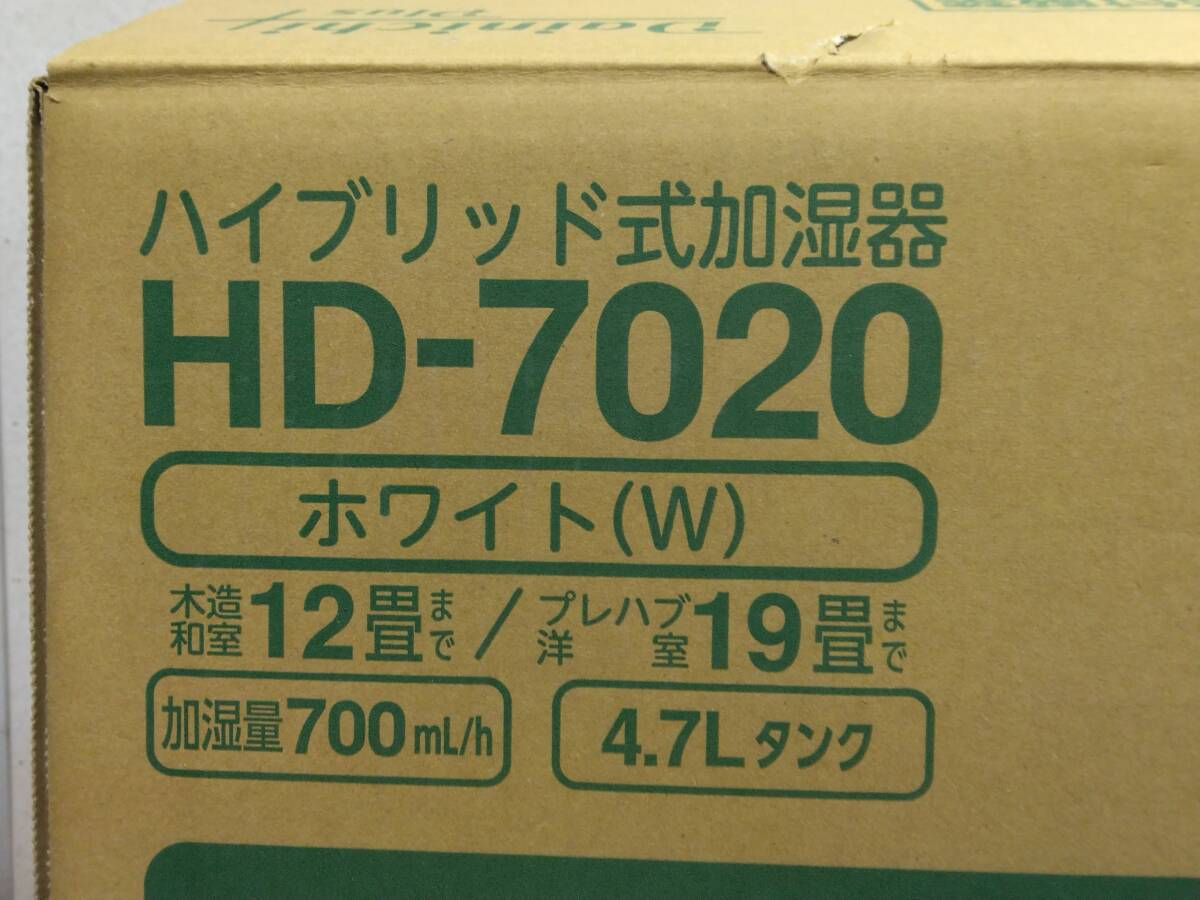 Dainichi
Plus
ハイブリッド式加湿器
HD-7020
ホワイト(W)
木造和室12畳まで/プレハブ洋室19畳まで
加湿量700mL/h
4.7Lタンク